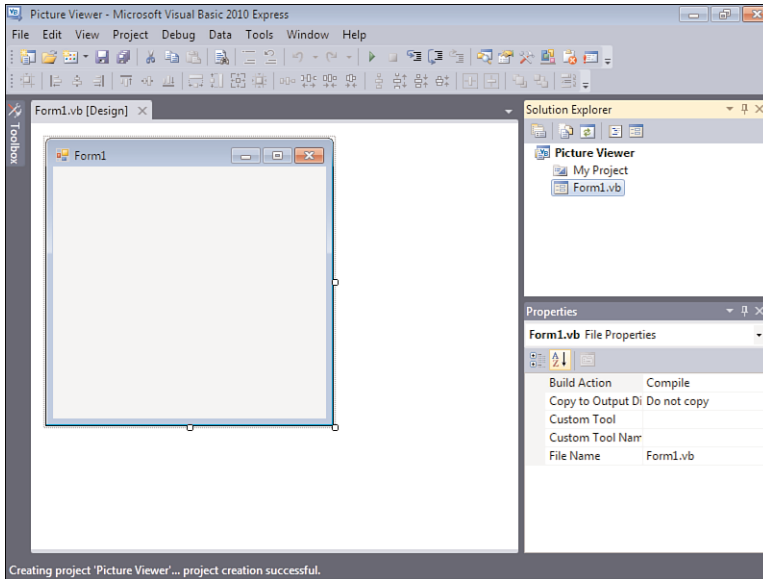 Picture Viewer - Microsoft Visual Basic 2010 Express
File Edit View Project Debug Data Tools Window Help
Toolbox
Form1.vb [Design]
Form1
Solution Explorer
Picture Viewer
My Project
Form1.vb
Properties
Form1.vb File Properties
Build Action Compile
Copy to Output Di Do not copy
Custom Tool
Custom Tool Nam
File Name Form1.vb
Creating project 'Picture Viewer'... project creation successful.